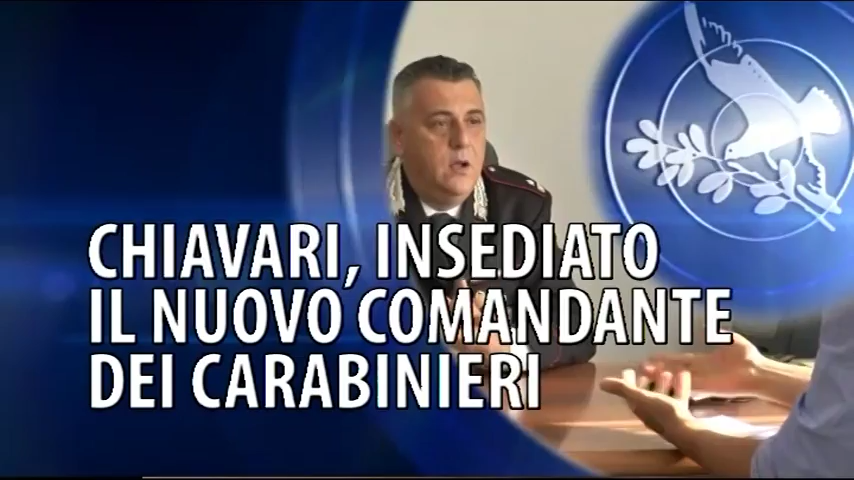 CHIAVARI, INSEDIATO
IL NUOVO COMANDANTE
DEI CARABINIERI